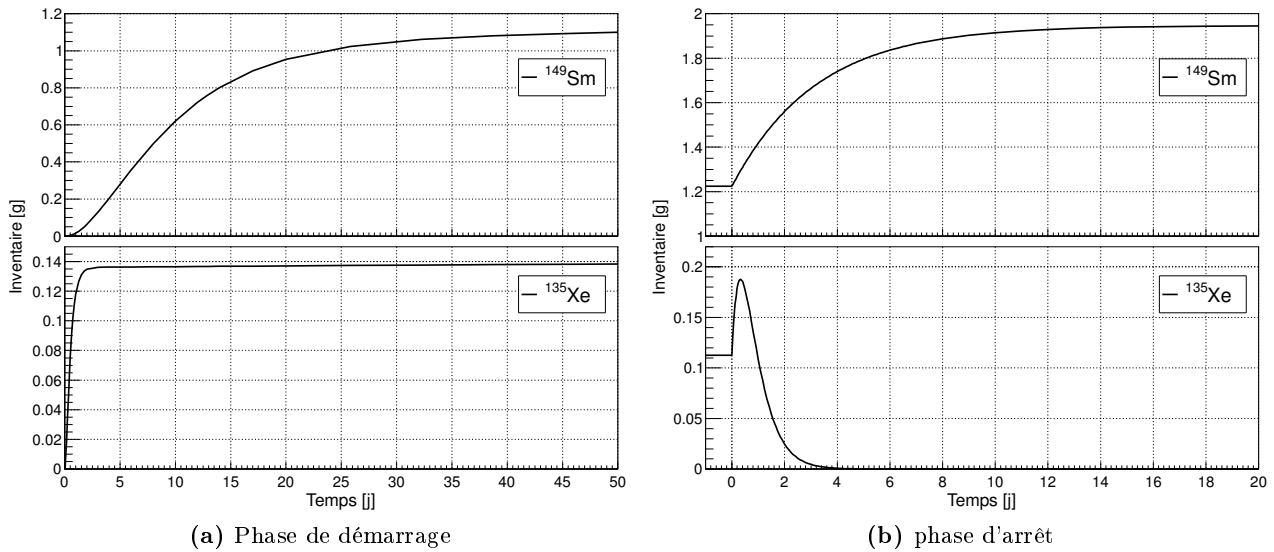 Inventaire [g]
1.2
1
0.8
0.6
0.4
0.2
0
149Sm
0.14
0.12
0.1
0.08
0.06
0.04
0.02
0
135Xe
0 5 10 15 20 25 30 35 40 45 50
Temps [j]
(a) Phase de démarrage
Inventaire [g]
2
1.8
1.6
1.4
1.2
1
149Sm
0.2
0.15
0.1
0.05
0
135Xe
0 2 4 6 8 10 12 14 16 18 20
Temps [j]
(b) phase d'arrêt